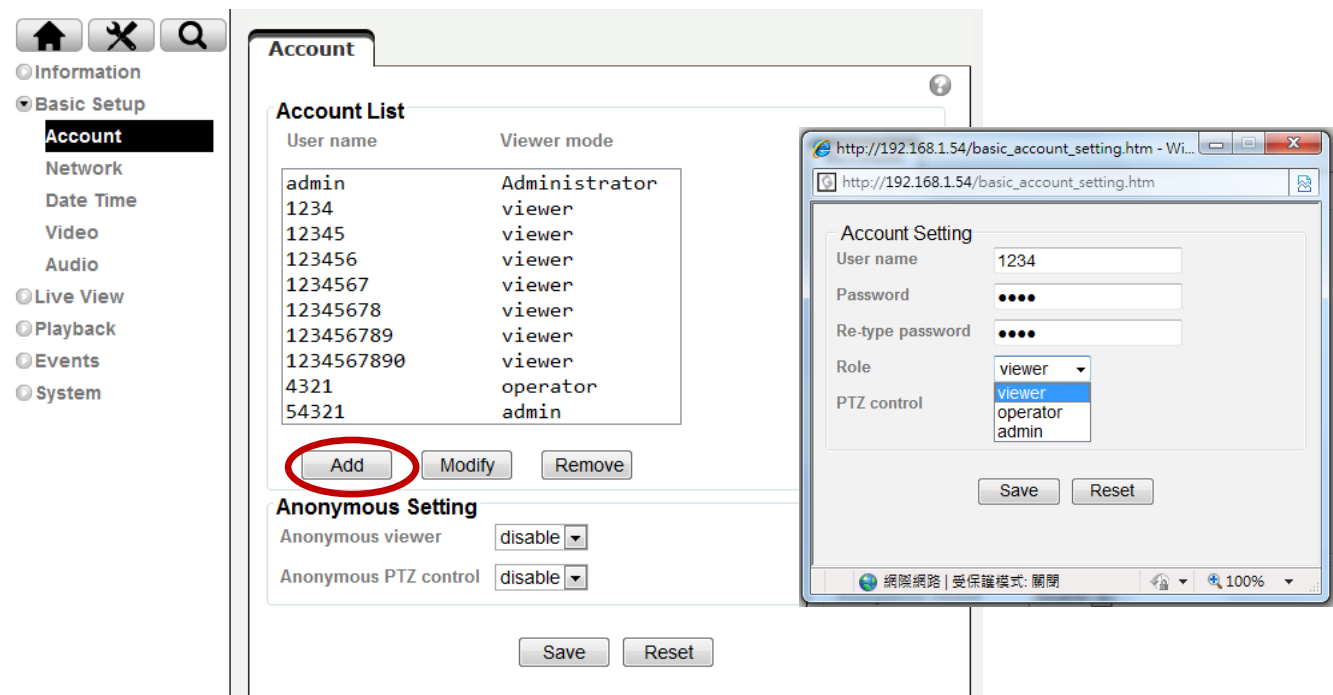 Information
Basic Setup
Account
Network
Date Time
Video
Audio
Live View
Playback
Events
System
Account
Account List
User name Viewer mode
admin Administrator
1234 viewer
12345 viewer
123456 viewer
1234567 viewer
12345678 viewer
123456789 viewer
1234567890 viewer
4321 operator
54321 admin
Add Modify Remove
Anonymous Setting
Anonymous viewer disable
Anonymous PTZ control disable
Save Reset
http://192.168.1.54/basic_account_setting.htm - Wi...
http://192.168.1.54/basic_account_setting.htm
Account Setting
User name 1234
Password ●●●●
Re-type password ●●●●
Role viewer
viewer
PTZ control
operator
admin
Save Reset
網際網路 | 受保護模式: 關閉 100%